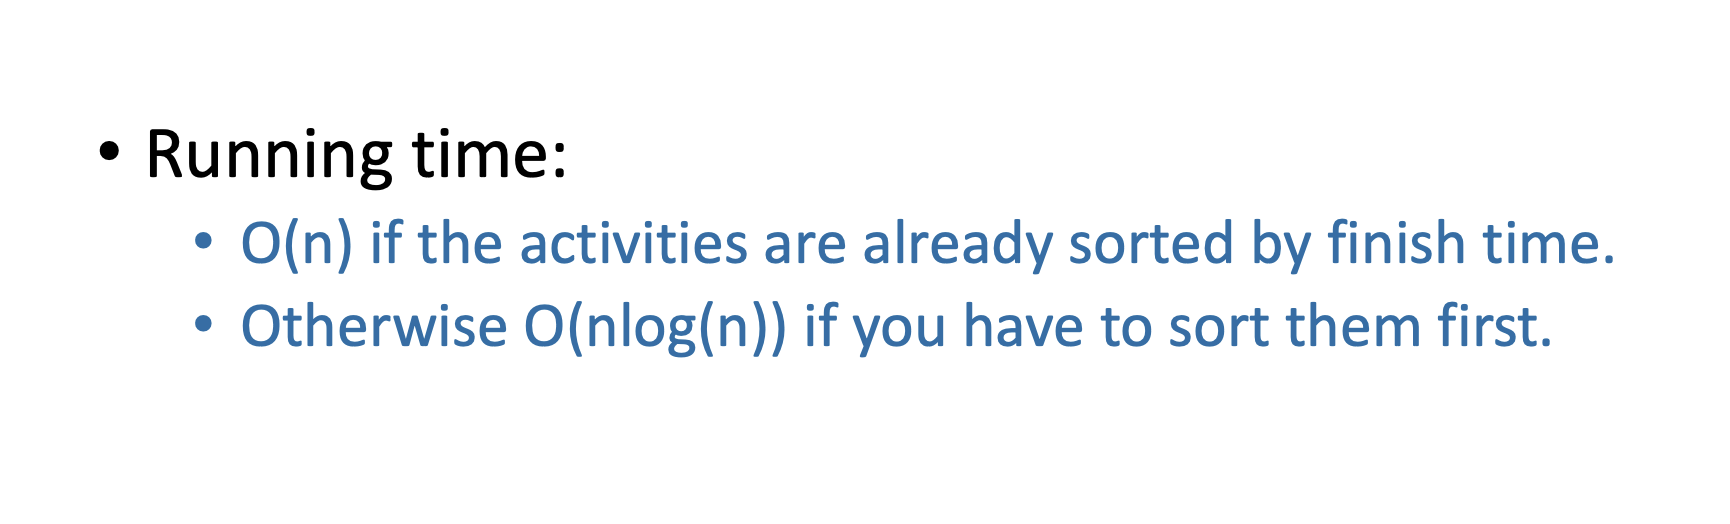 • Running time:
• O(n) if the activities are already sorted by finish time.
• Otherwise O(nlog(n)) if you have to sort them first.